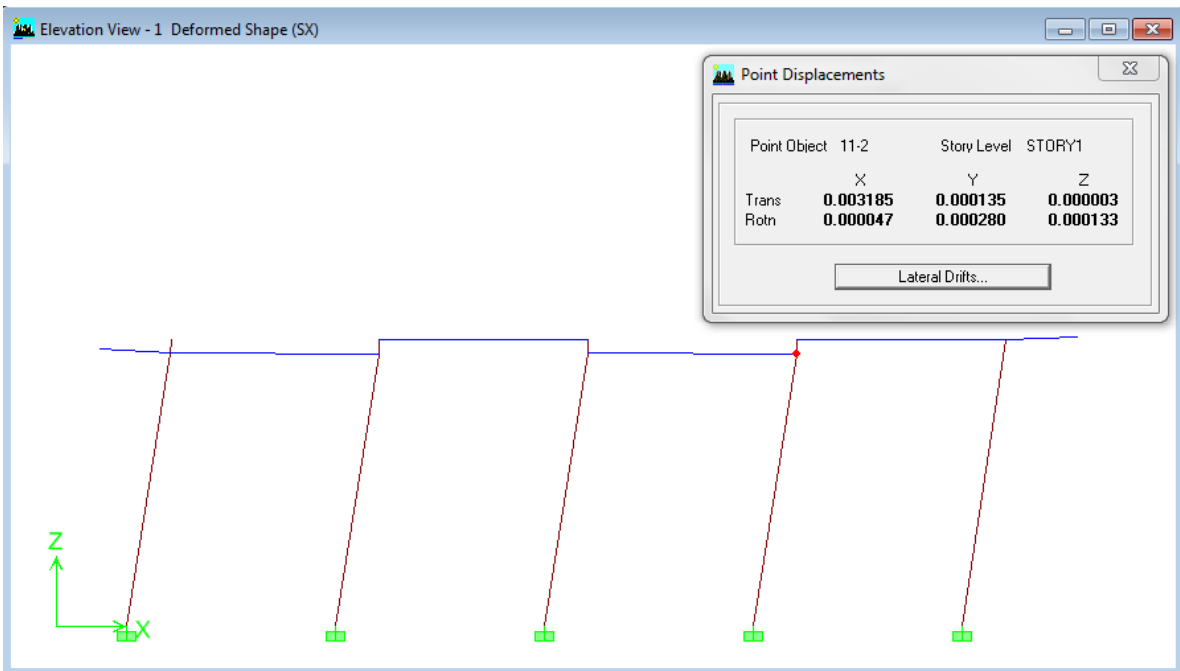 Elevation View - 1 Deformed Shape (SX)
Point Displacements
Point Object 11-2 Story Level STORY1
X Y Z
Trans 0.003185 0.000135 0.000003
Rotn 0.000047 0.000280 0.000133
Lateral Drifts...
Z
X